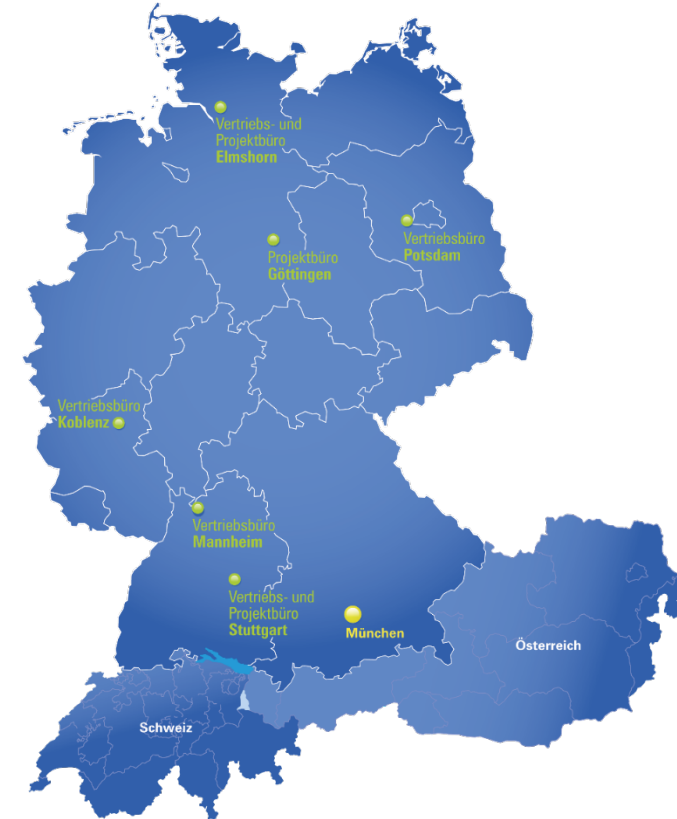 Vertriebs- und
Projektbüro
Elmshorn
Vertriebsbüro
Potsdam
Projektbüro
Göttingen
Vertriebsbüro
Koblenz
Vertriebsbüro
Mannheim
Vertriebs- und
Projektbüro
Stuttgart
München
Österreich
Schweiz